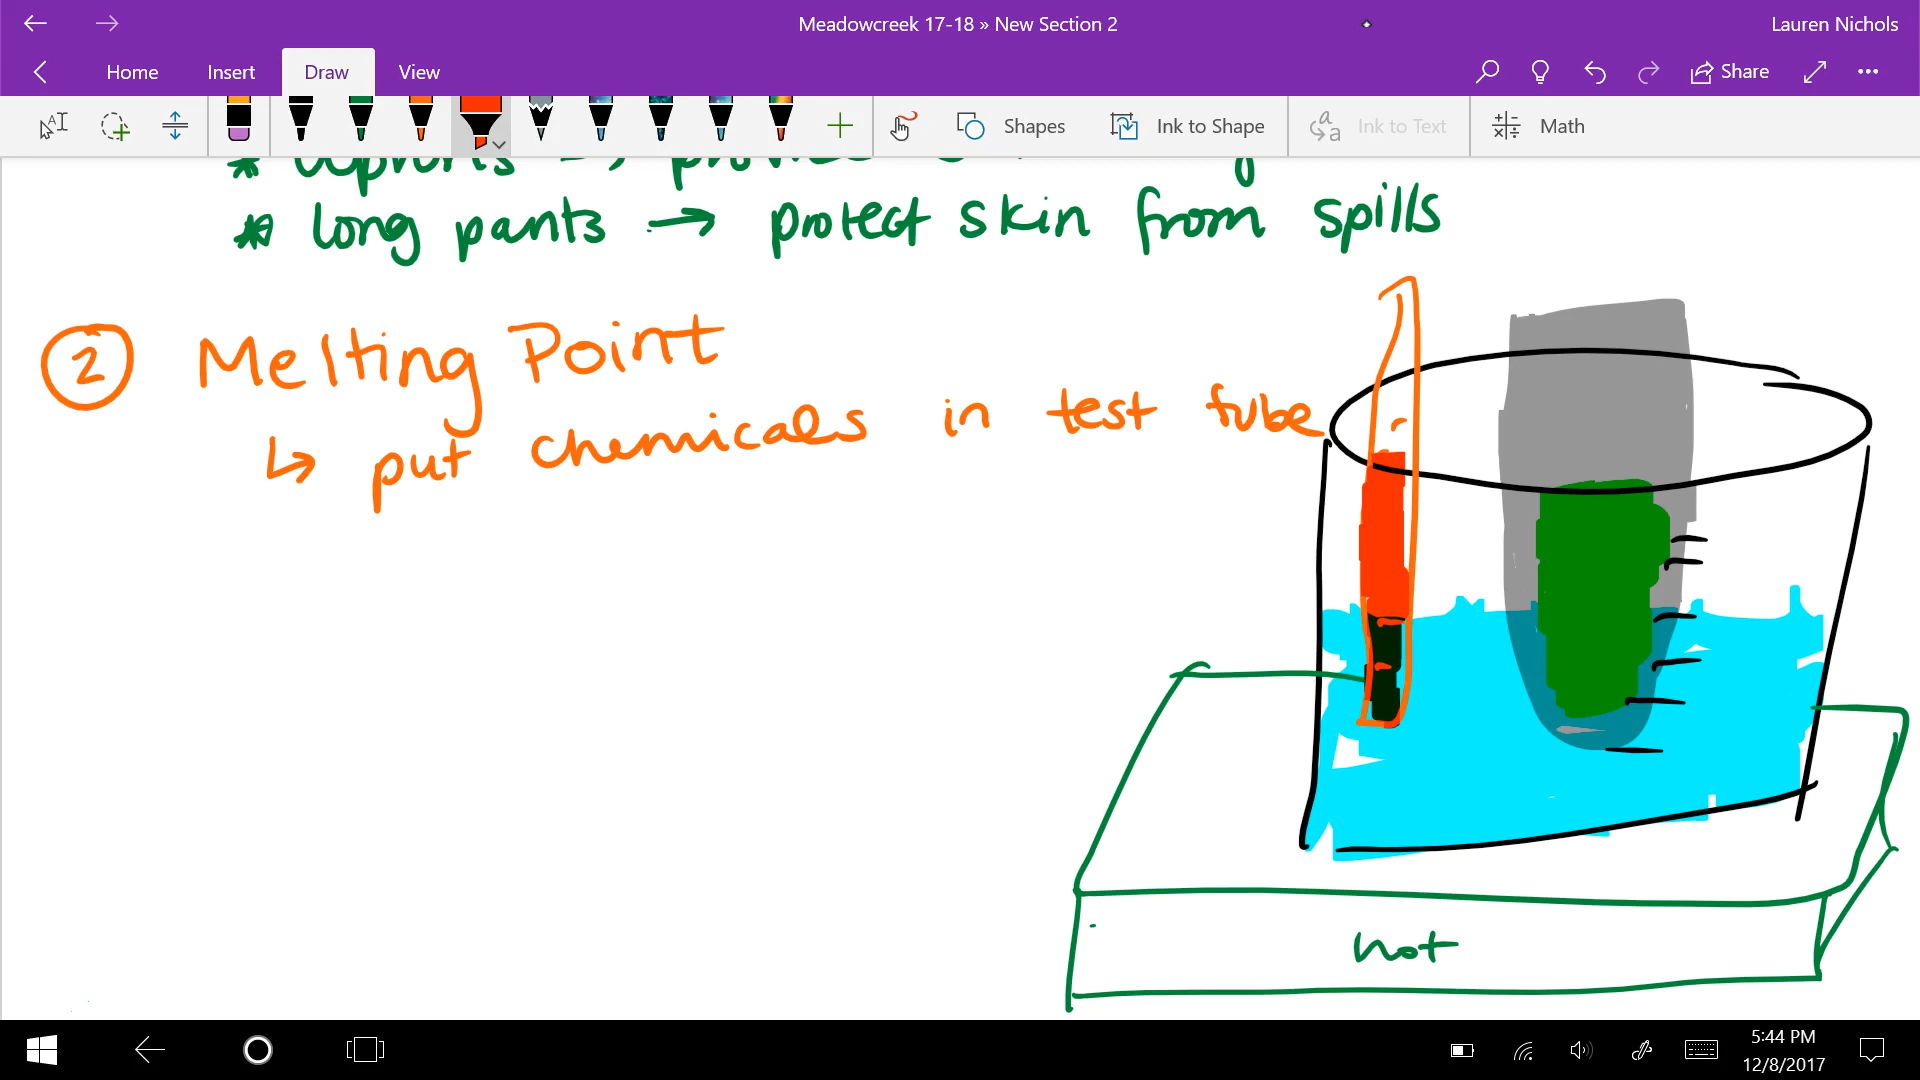 Meadowcreek 17-18 » New Section 2
Lauren Nichols
Home Insert Draw View
Share
Shapes Ink to Shape Ink to Text Math
* long pants → protect skin from spills
2 Melting Point
↳ put chemicals in test tube
hot
5:44 PM
12/8/2017